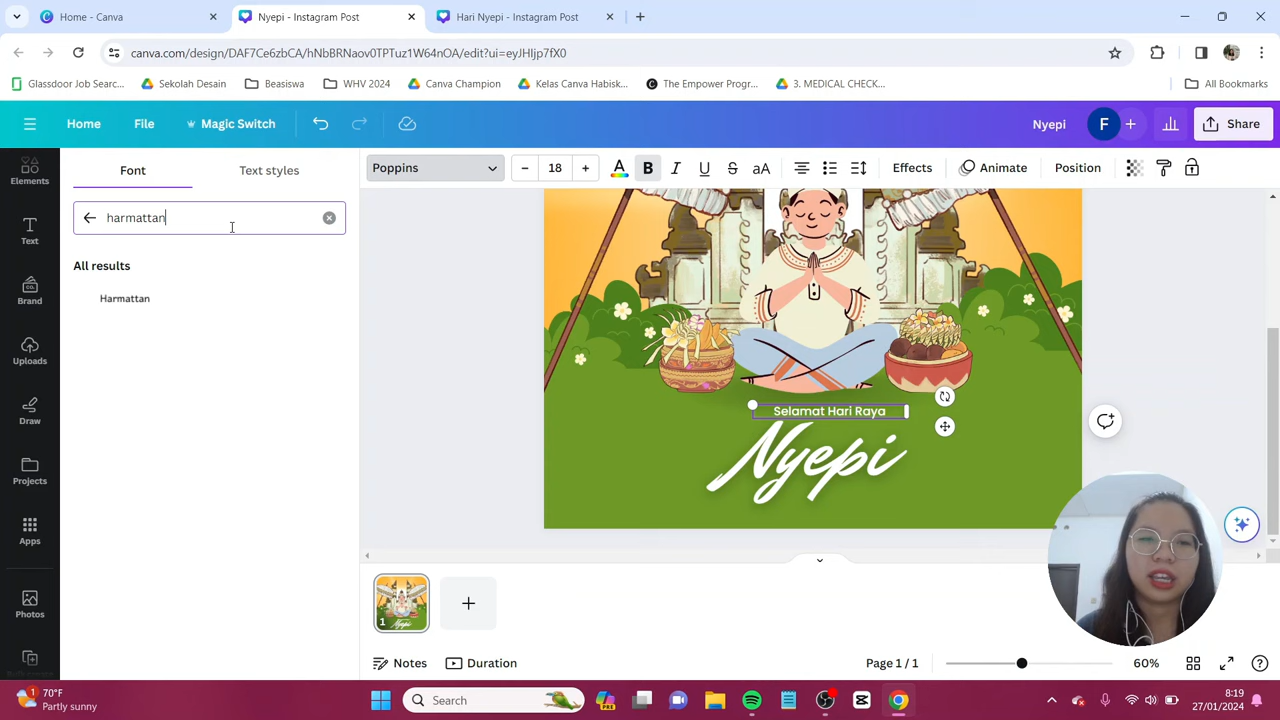 Home - Canva
Nyepi - Instagram Post
Hari Nyepi - Instagram Post
canva.com/design/DAF7Ce6zbCA/hNbBRNaov0TPTuz1W64nOA/edit?ui=eyJHIjp7fX0
Glassdoor Job Searc...
Sekolah Desain
Beasiswa
WHV 2024
Canva Champion
Kelas Canva Habisk...
The Empower Progr...
3. MEDICAL CHECK...
All Bookmarks
Home
File
Magic Switch
Nyepi
F
Share
Elements
Text
Brand
Uploads
Draw
Projects
Apps
Photos
Font
Text styles
harmattan
All results
Harmattan
Poppins
18
B
I
U
S
aA
Effects
Animate
Position
Selamat Hari Raya
Nyepi
1
Nyepi
Notes
Duration
Page 1 / 1
60%
1
70°F
Partly sunny
Search
PRE
8:19
27/01/2024